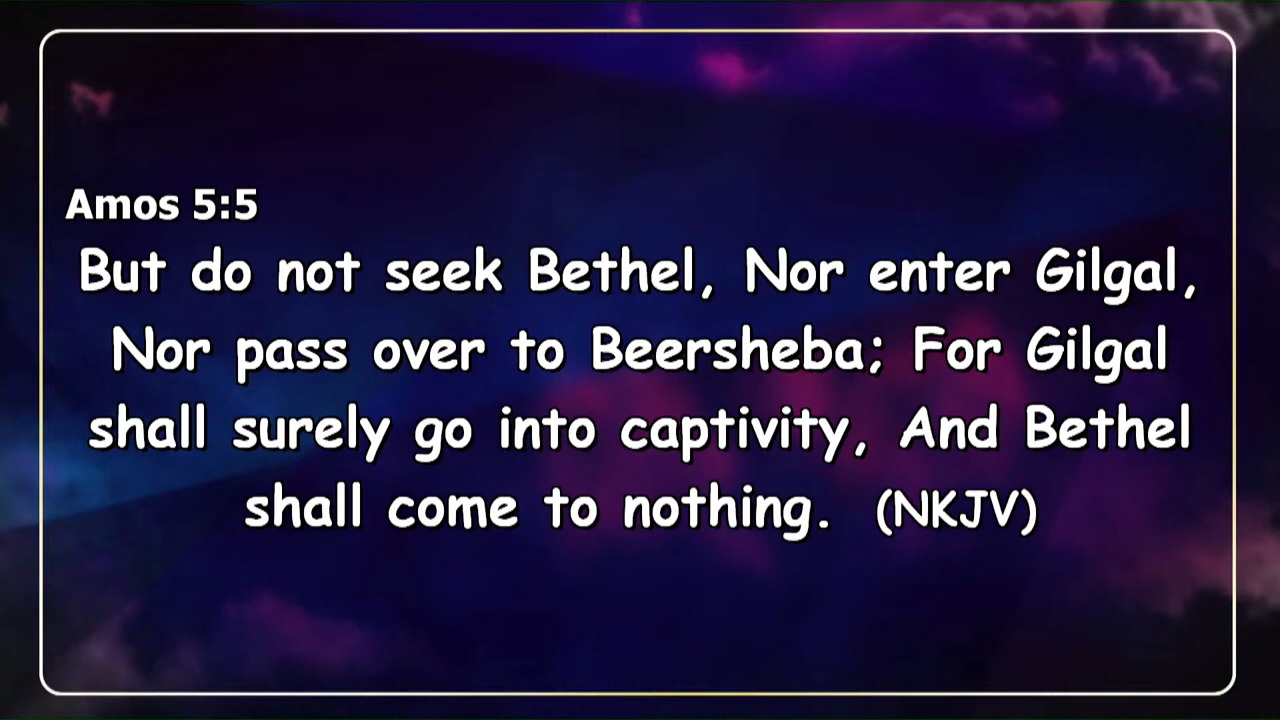 Amos 5:5
But do not seek Bethel, Nor enter Gilgal,
Nor pass over to Beersheba; For Gilgal
shall surely go into captivity, And Bethel
shall come to nothing. (NKJV)